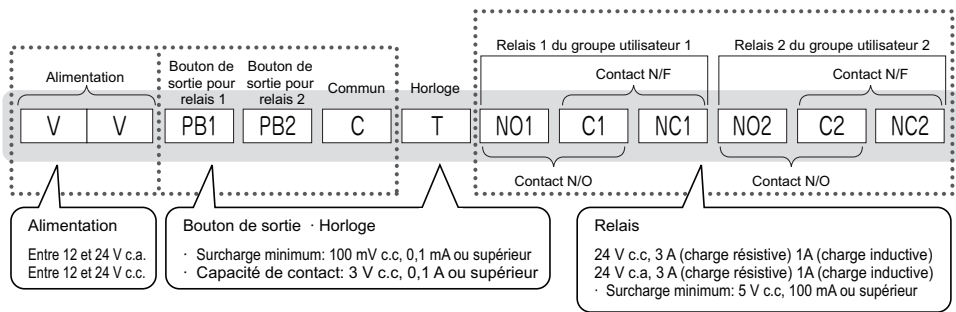 Relais 1 du groupe utilisateur 1
Relais 2 du groupe utilisateur 2
Alimentation
Bouton de
sortie pour
relais 1
Bouton de
sortie pour
relais 2
Commun
Horloge
Contact N/F
Contact N/F
V V PB1 PB2 C T NO1 C1 NC1 NO2 C2 NC2
Contact N/O
Contact N/O
Alimentation
Entre 12 et 24 V c.a.
Entre 12 et 24 V c.c.
Bouton de sortie · Horloge
· Surcharge minimum: 100 mV c.c, 0,1 mA ou supérieur
· Capacité de contact: 3 V c.c, 0,1 A ou supérieur
Relais
24 V c.c, 3 A (charge résistive) 1A (charge inductive)
24 V c.a, 3 A (charge résistive) 1A (charge inductive)
· Surcharge minimum: 5 V c.c, 100 mA ou supérieur